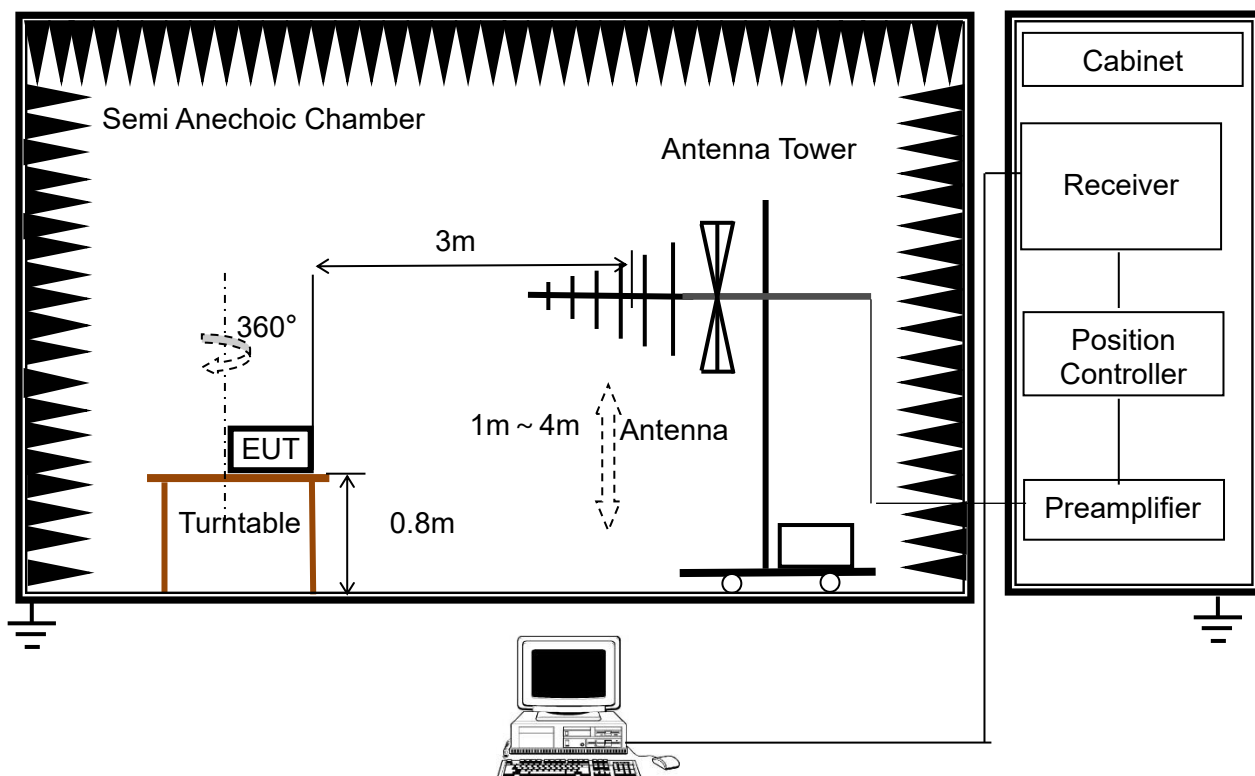 Cabinet
Semi Anechoic Chamber
Antenna Tower
Receiver
3m
360°
Position
Controller
1m ~ 4m
Antenna
EUT
Turntable
0.8m
Preamplifier